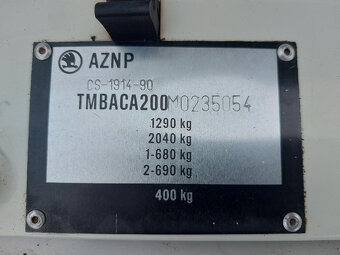 AZNP
CS-1914-90
TMBACA200M0235054
1290 kg
2040 kg
1-680 kg
2-690 kg
400 kg